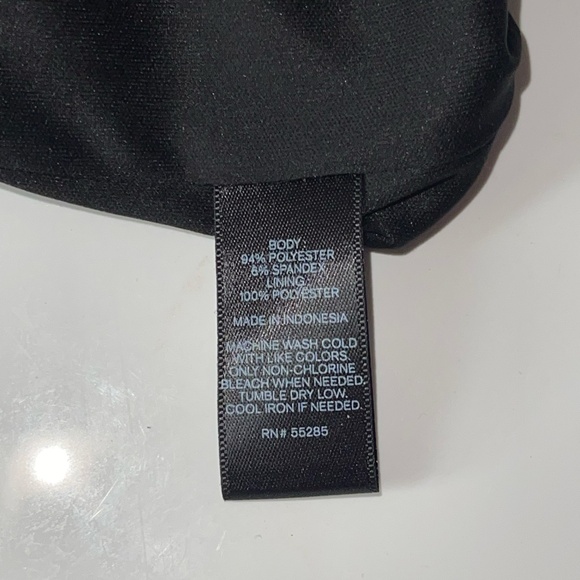 BODY:
94% POLYESTER
6% SPANDEX
LINING:
100% POLYESTER
MADE IN INDONESIA
MACHINE WASH COLD
WITH LIKE COLORS.
ONLY NON-CHLORINE
BLEACH WHEN NEEDED.
TUMBLE DRY LOW.
COOL IRON IF NEEDED.
RN# 55285